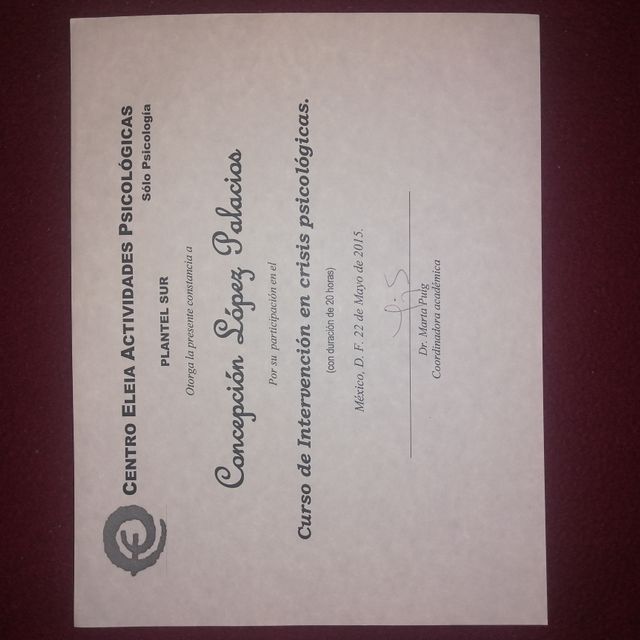 CENTRO ELEIA ACTIVIDADES PSICOLÓGICAS
Sólo Psicología
PLANTEL SUR
Otorga la presente constancia a
Concepción López Palacios
Por su participación en el
Curso de Intervención en crisis psicológicas.
(con duración de 20 horas)
México, D. F. 22 de Mayo de 2015.
Dr. Marta Puig
Coordinadora académica